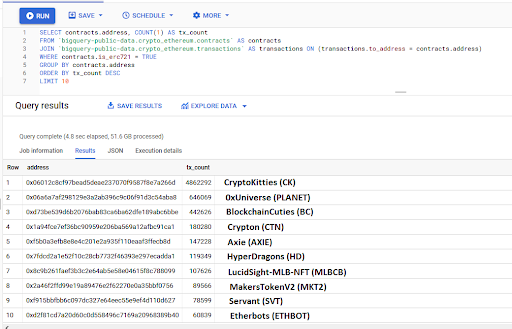 RUN SAVE SCHEDULE MORE
1 SELECT contracts.address, COUNT(1) AS tx_count
2 FROM `bigquery-public-data.crypto_ethereum.contracts` AS contracts
3 JOIN `bigquery-public-data.crypto_ethereum.transactions` AS transactions ON (transactions.to_address = contracts.address)
4 WHERE contracts.is_erc721 = TRUE
5 GROUP BY contracts.address
6 ORDER BY tx_count DESC
7 LIMIT 10
Query results SAVE RESULTS EXPLORE DATA
Query complete (4.8 sec elapsed, 51.6 GB processed)
Job information Results JSON Execution details
Row address tx_count
1 0x06012c8cf97bead5deae237070f9587f8e7a266d 4862292 CryptoKitties (CK)
2 0x06a6a7af298129e3a2ab396c9c06f91d3c54aba8 646069 0xUniverse (PLANET)
3 0xd73be539d6b2076bab83ca6ba62dfe189abc6bbe 442626 BlockchainCuties (BC)
4 0x1a94fce7ef36bc90959e206ba569a12afbc91ca1 180280 Crypton (CTN)
5 0xf5b0a3efb8e8e4c201e2a935f110eaaf3ffecb8d 147228 Axie (AXIE)
6 0x7fdcd2a1e52f10c28cb7732f46393e297ecadda1 119349 HyperDragons (HD)
7 0x8c9b261faef3b3c2e64ab5e58e04615f8c788099 107626 LucidSight-MLB-NFT (MLBCB)
8 0x2a46f2ffd99e19a89476e2f62270e0a35bbf0756 89566 MakersTokenV2 (MKT2)
9 0xf915bbfbb6c097dc327e64eec55e9ef4d110d627 78599 Servant (SVT)
10 0xd2f81cd7a20d60c0d558496c7169a20968389b40 60839 Etherbots (ETHBOT)